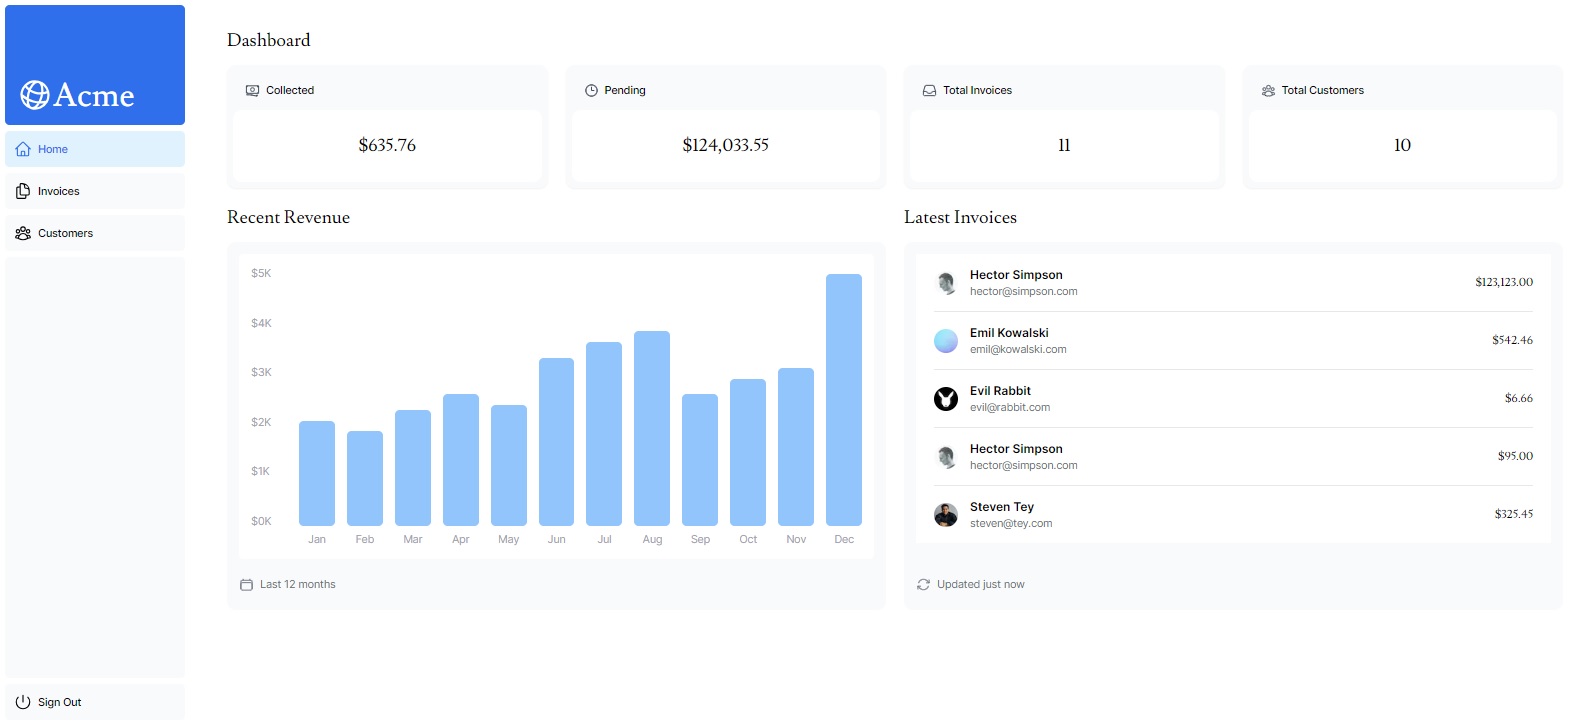 Acme
Home
Invoices
Customers
Sign Out
Dashboard
Collected
$635.76
Pending
$124,033.55
Total Invoices
11
Total Customers
10
Recent Revenue
$5K
$4K
$3K
$2K
$1K
$0K
Jan Feb Mar Apr May Jun Jul Aug Sep Oct Nov Dec
Last 12 months
Latest Invoices
Hector Simpson
hector@simpson.com
$123,123.00
Emil Kowalski
emil@kowalski.com
$542.46
Evil Rabbit
evil@rabbit.com
$6.66
Hector Simpson
hector@simpson.com
$95.00
Steven Tey
steven@tey.com
$325.45
Updated just now